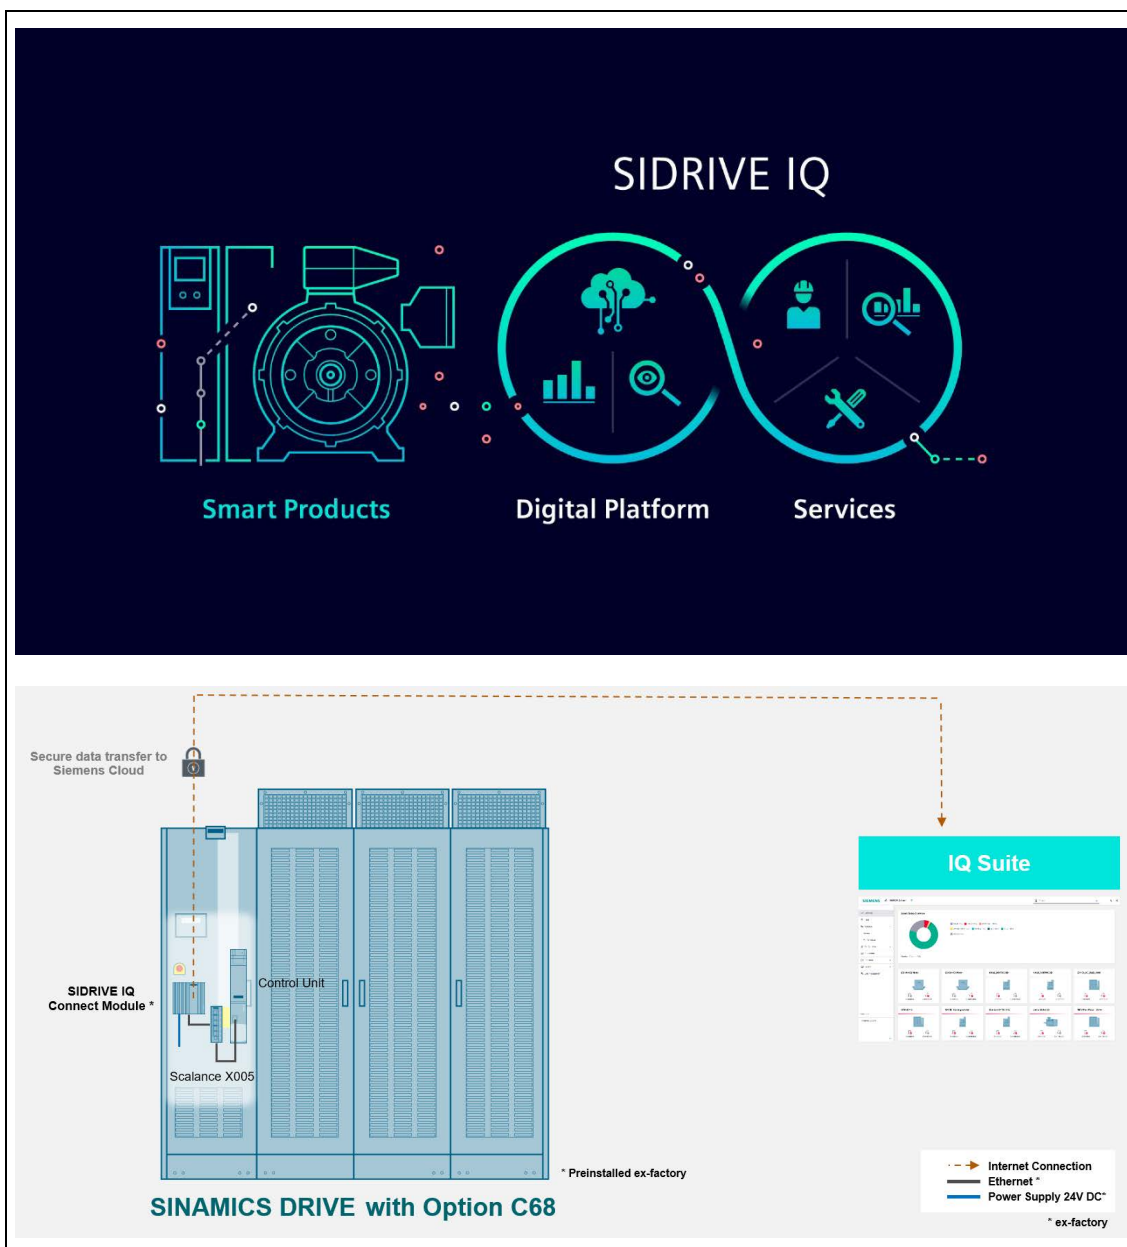 SIDRIVE IQ
Smart Products
Digital Platform
Services
Secure data transfer to
Siemens Cloud
IQ Suite
SIEMENS
Control Unit
SIDRIVE IQ
Connect Module *
Scalance X005
* Preinstalled ex-factory
SINAMICS DRIVE with Option C68
Internet Connection
Ethernet *
Power Supply 24V DC*
* ex-factory